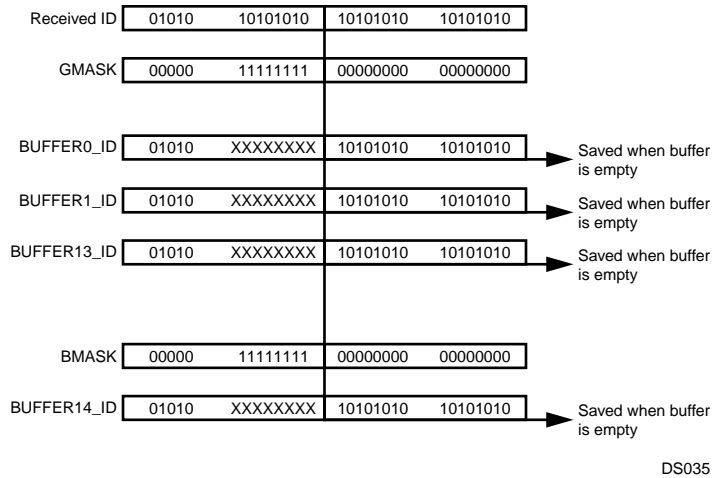 Received ID 01010 10101010 10101010 10101010
GMASK 00000 11111111 00000000 00000000
BUFFER0_ID 01010 XXXXXXXX 10101010 10101010
Saved when buffer
is empty
BUFFER1_ID 01010 XXXXXXXX 10101010 10101010
Saved when buffer
is empty
BUFFER13_ID 01010 XXXXXXXX 10101010 10101010
Saved when buffer
is empty
BMASK 00000 11111111 00000000 00000000
BUFFER14_ID 01010 XXXXXXXX 10101010 10101010
Saved when buffer
is empty
DS035